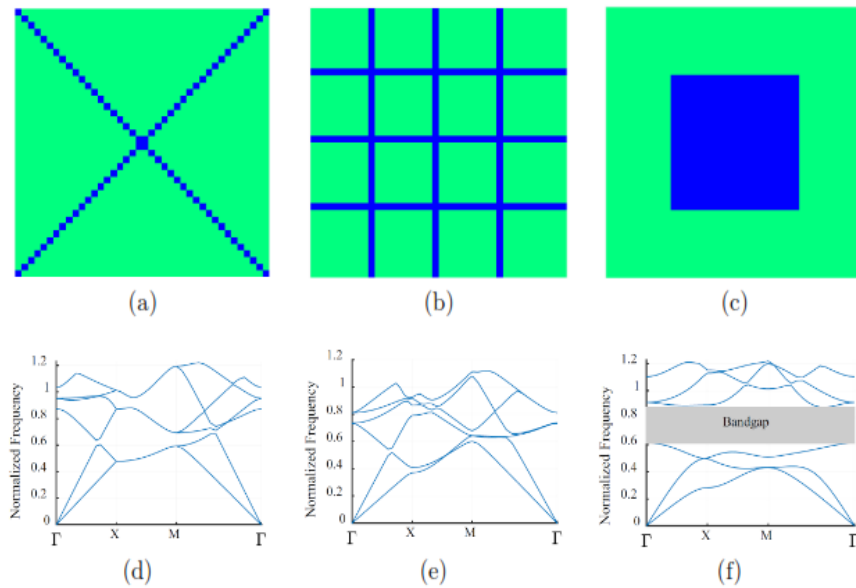 (a)
(b)
(c)
Normalized Frequency
1.2
1
0.8
0.6
0.4
0.2
0
Γ
X
M
Γ
(d)
Normalized Frequency
1.2
1
0.8
0.6
0.4
0.2
0
Γ
X
M
Γ
(e)
Normalized Frequency
1.2
1
0.8
0.6
0.4
0.2
0
Bandgap
Γ
X
M
Γ
(f)